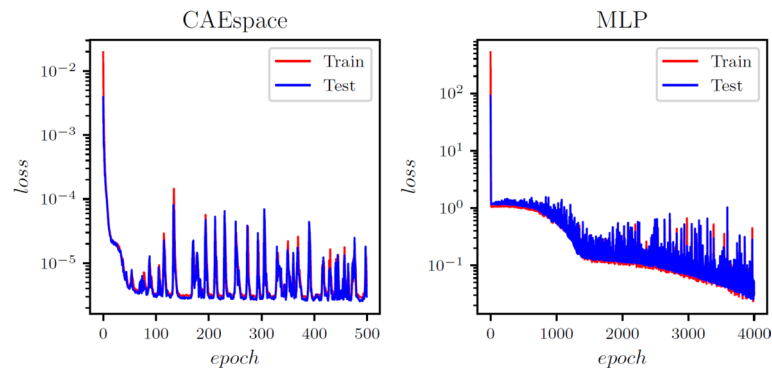 CAEspace
10^{-2}
10^{-3}
10^{-4}
10^{-5}
loss
0 100 200 300 400 500
epoch
Train
Test
MLP
10^{2}
10^{1}
10^{0}
10^{-1}
loss
0 1000 2000 3000 4000
epoch
Train
Test